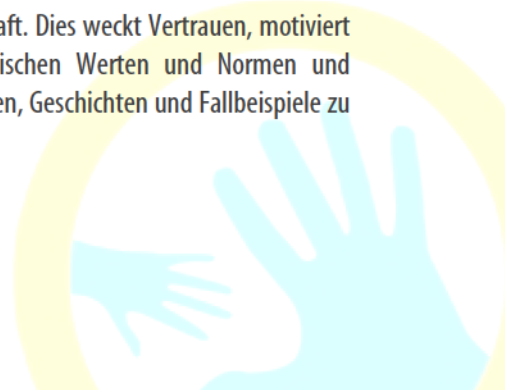 aft. Dies weckt Vertrauen, motiviert
ischen Werten und Normen und
en, Geschichten und Fallbeispiele zu